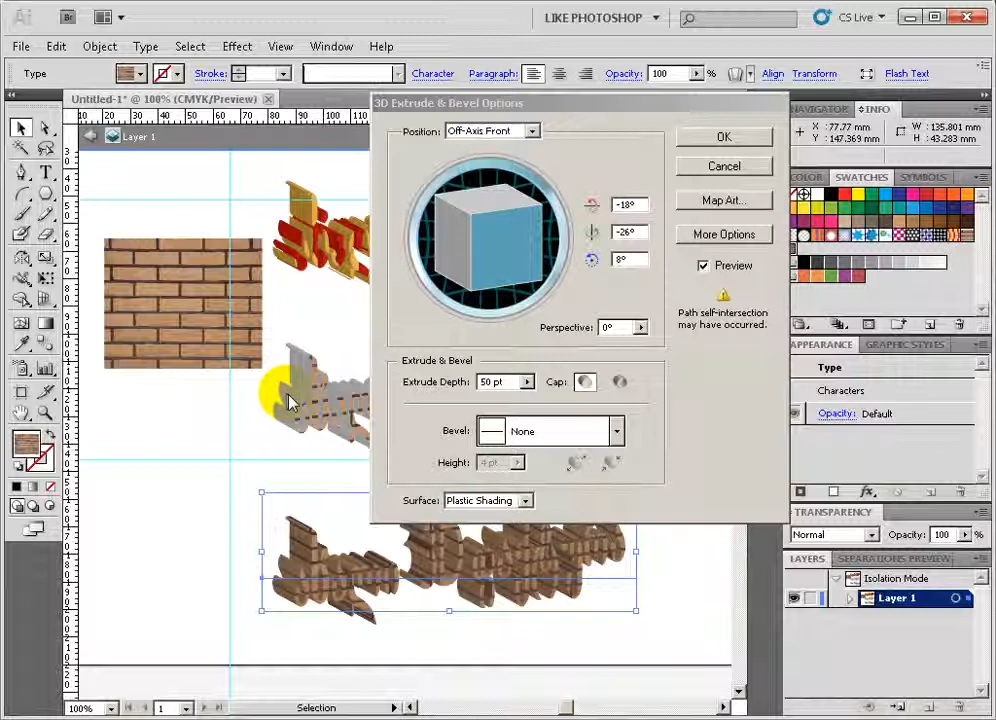 Ai Br LIKE PHOTOSHOP CS Live
File Edit Object Type Select Effect View Window Help
Type Stroke: Character Paragraph: Opacity: 100 % Align Transform Flash Text
Untitled-1* @ 100% (CMYK/Preview)
Layer 1
3D Extrude & Bevel Options
Position: Off-Axis Front
OK
Cancel
Map Art...
More Options
Preview
-18°
-26°
8°
Path self-intersection
may have occurred.
Perspective: 0°
Extrude & Bevel
Extrude Depth: 50 pt Cap:
Bevel: None
Height: 4 pt
Surface: Plastic Shading
NAVIGATOR INFO
X : 77.77 mm
Y : 147.369 mm
W : 135.801 mm
H : 43.283 mm
COLOR SWATCHES SYMBOLS
APPEARANCE GRAPHIC STYLES
Type
Characters
Opacity: Default
TRANSPARENCY
Normal Opacity: 100 %
LAYERS SEPARATIONS PREVIEW
Isolation Mode
Layer 1
100% 1 Selection